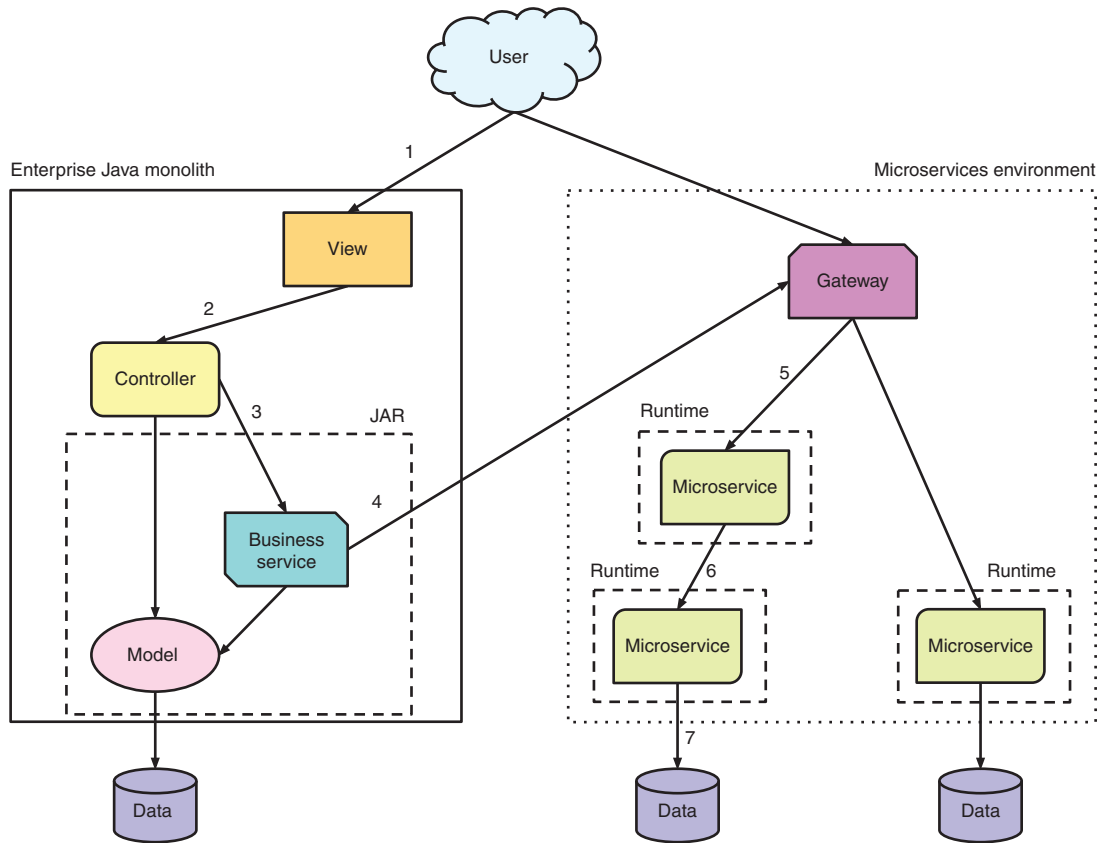 User
1
Enterprise Java monolith
Microservices environment
View
Gateway
2
Controller
5
3
JAR
Runtime
4
Microservice
Business
service
6
Runtime
Runtime
Model
Microservice
Microservice
7
Data
Data
Data